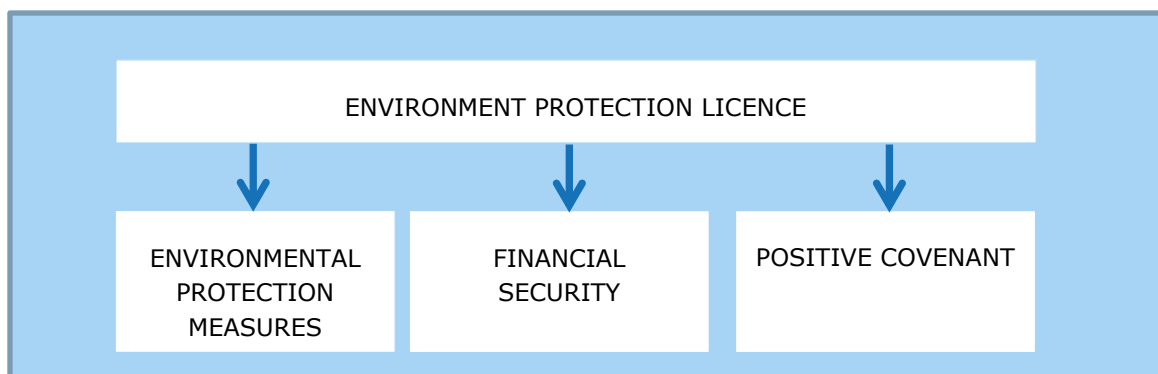 ENVIRONMENT PROTECTION LICENCE
ENVIRONMENTAL
PROTECTION
MEASURES
FINANCIAL
SECURITY
POSITIVE COVENANT